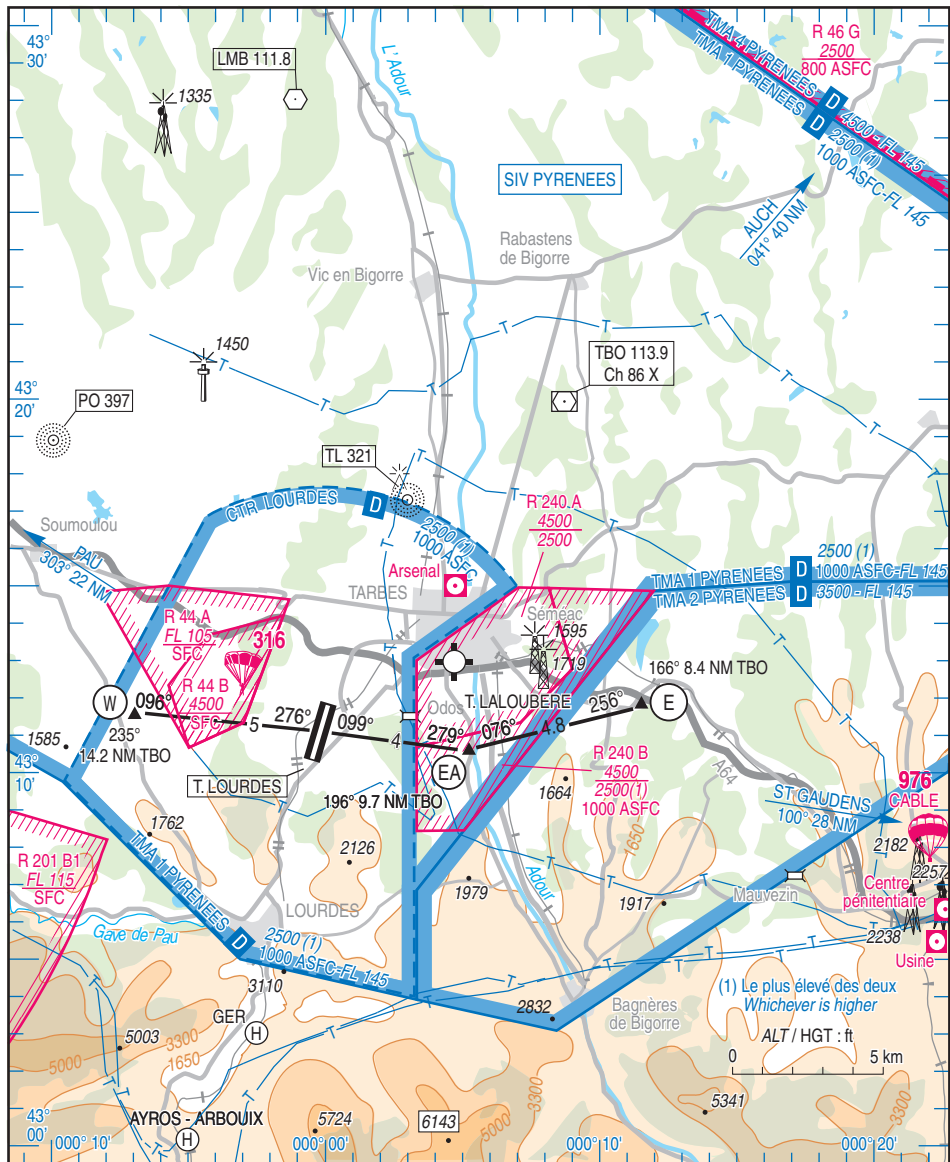 43°
30'
LMB 111.8
1335
L'Adour
TMA 4 PYRENEES
TMA 1 PYRENEES
R 46 G
2500
800 ASFC
D
D
4500 - FL 145
2500 (1)
1000 ASFC-FL 145
SIV PYRENEES
AUCH
041° 40 NM
Vic en Bigorre
Rabastens
de Bigorre
T
T
T
T
T
T
1450
TBO 113.9
Ch 86 X
43°
20'
PO 397
TL 321
T
T
CTR LOURDES
D
2500 (1)
1000 ASFC
R 240 A
4500
2500
Soumoulou
PAU
303° 22 NM
Arsenal
TARBES
TMA 1 PYRENEES
TMA 2 PYRENEES
D
D
2500 (1)
1000 ASFC-FL 145
3500 - FL 145
R 44 A
FL 105
SFC
316
R 44 B
4500
SFC
Séméac
1595
1719
166° 8.4 NM TBO
W
096°
235°
14.2 NM TBO
5
276°
099°
4
279°
Odos
T. LALOUBERE
076°
4.8
256°
E
EA
196° 9.7 NM TBO
T. LOURDES
1585
43°
10'
R 240 B
4500
2500(1)
1000 ASFC
A64
1664
1650
976
CABLE
ST GAUDENS
100° 28 NM
2182
2257
1762
2126
1979
1917
R 201 B1
FL 115
SFC
TMA 1 PYRENEES
D
2500 (1)
1000 ASFC-FL 145
Gave de Pau
LOURDES
Adour
Mauvezin
Centre
pénitentiaire
2238
Usine
3110
2832
Bagnères
de Bigorre
(1) Le plus élevé des deux
Whichever is higher
ALT / HGT : ft
0
5 km
GER
H
5003
3300
1650
5000
AYROS - ARBOUIX
H
5724
6143
5000
3300
5341
3300
43°
00'
000° 10'
000° 00'
000° 10'
000° 20'